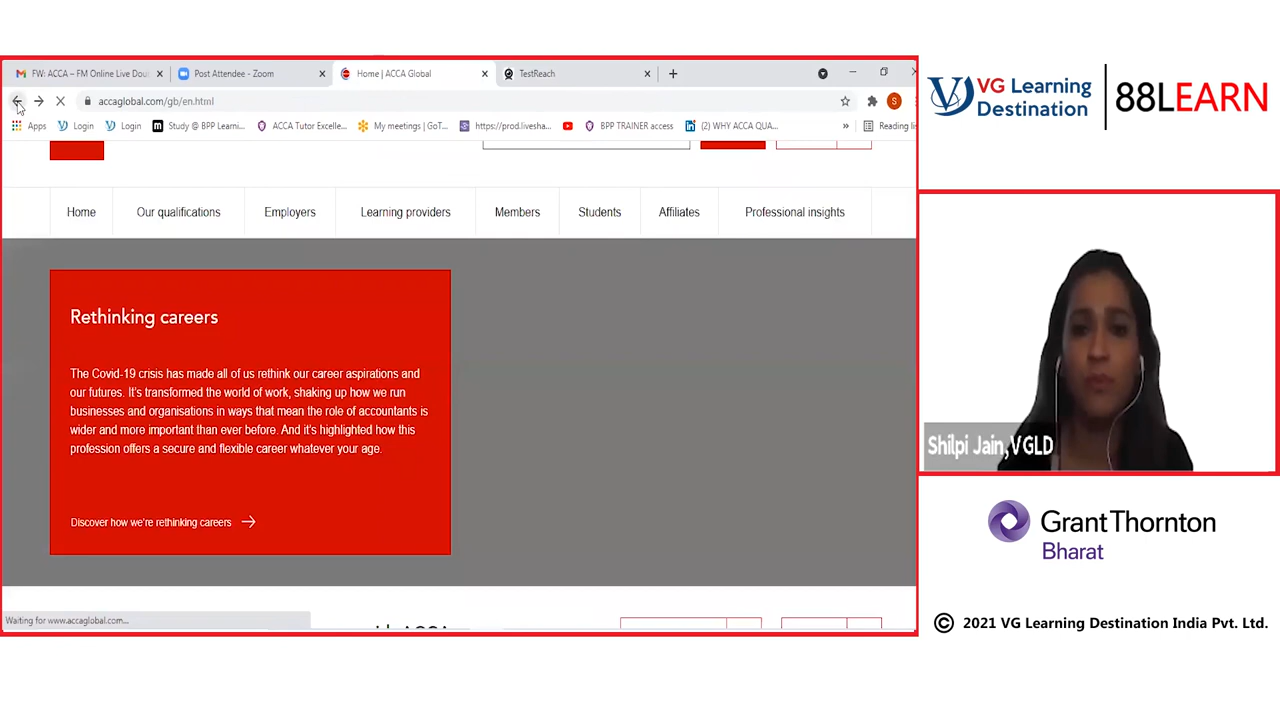 FW: ACCA – FM Online Live Dou
Post Attendee - Zoom
Home | ACCA Global
TestReach
accaglobal.com/gb/en.html
S
Apps
Login
Login
Study @ BPP Learni...
ACCA Tutor Excelle...
My meetings | GoT...
https://prod.livesha...
BPP TRAINER access
(2) WHY ACCA QUA...
»
Reading lis
Home
Our qualifications
Employers
Learning providers
Members
Students
Affiliates
Professional insights
Rethinking careers
The Covid-19 crisis has made all of us rethink our career aspirations and
our futures. It's transformed the world of work, shaking up how we run
businesses and organisations in ways that mean the role of accountants is
wider and more important than ever before. And it's highlighted how this
profession offers a secure and flexible career whatever your age.
Discover how we're rethinking careers
Waiting for www.accaglobal.com...
VG Learning
Destination
88LEARN
Shilpi Jain,VGLD
Grant Thornton
Bharat
© 2021 VG Learning Destination India Pvt. Ltd.